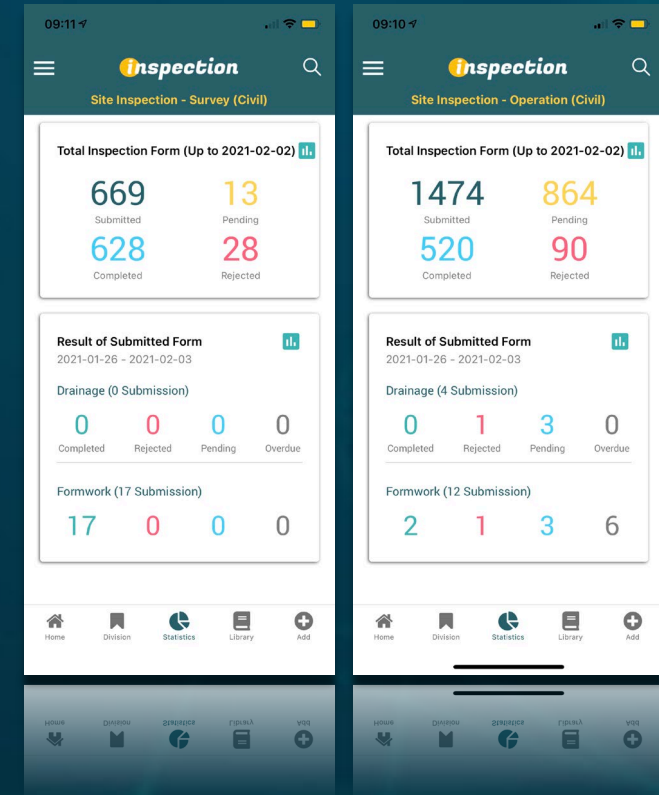 09:11
inspection
Site Inspection - Survey (Civil)
Total Inspection Form (Up to 2021-02-02)
669 13
Submitted Pending
628 28
Completed Rejected
Result of Submitted Form
2021-01-26 - 2021-02-03
Drainage (0 Submission)
0 0 0 0
Completed Rejected Pending Overdue
Formwork (17 Submission)
17 0 0 0
Home Division Statistics Library Add
09:10
inspection
Site Inspection - Operation (Civil)
Total Inspection Form (Up to 2021-02-02)
1474 864
Submitted Pending
520 90
Completed Rejected
Result of Submitted Form
2021-01-26 - 2021-02-03
Drainage (4 Submission)
0 1 3 0
Completed Rejected Pending Overdue
Formwork (12 Submission)
2 1 3 6
Home Division Statistics Library Add